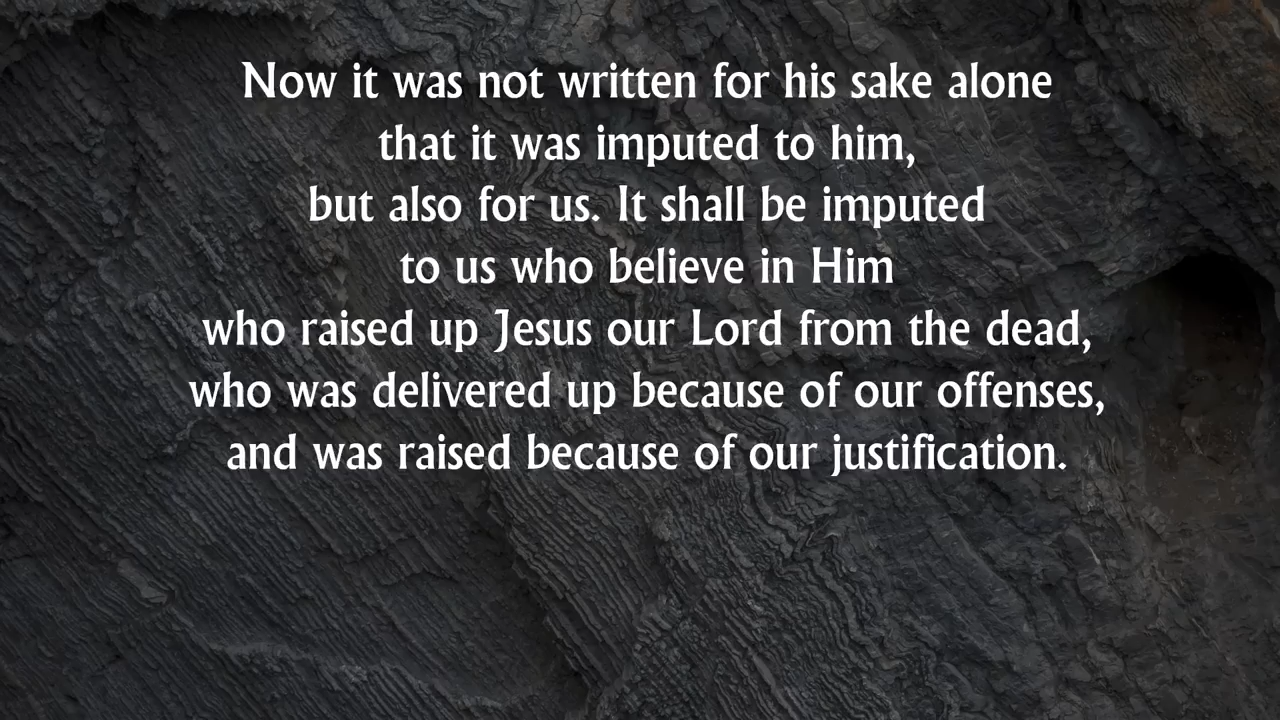 Now it was not written for his sake alone
that it was imputed to him,
but also for us. It shall be imputed
to us who believe in Him
who raised up Jesus our Lord from the dead,
who was delivered up because of our offenses,
and was raised because of our justification.